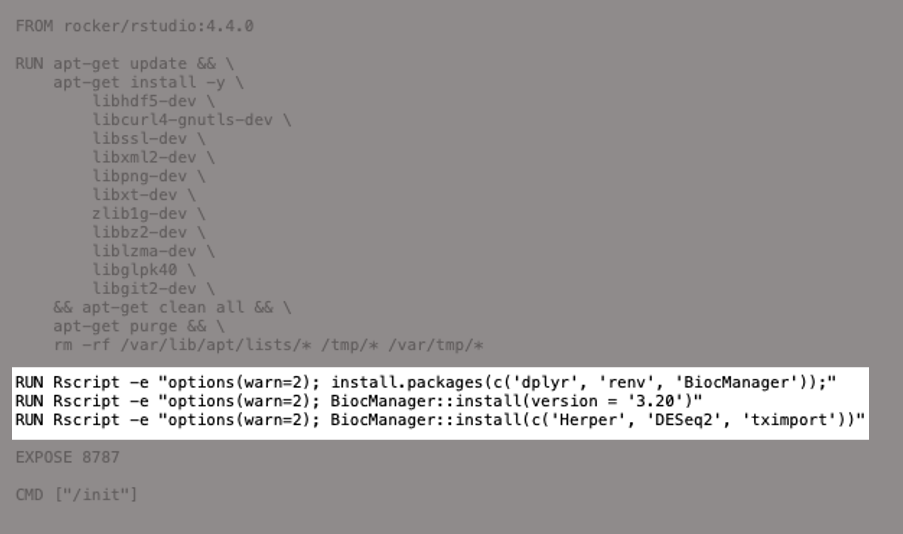 FROM rocker/rstudio:4.4.0
RUN apt-get update && \
apt-get install -y \
libhdf5-dev \
libcurl4-gnutls-dev \
libssl-dev \
libxml2-dev \
libpng-dev \
libxt-dev \
zlib1g-dev \
libbz2-dev \
liblzma-dev \
libglpk40 \
libgit2-dev \
&& apt-get clean all && \
apt-get purge && \
rm -rf /var/lib/apt/lists/* /tmp/* /var/tmp/*
RUN Rscript -e "options(warn=2); install.packages(c('dplyr', 'renv', 'BiocManager'));"
RUN Rscript -e "options(warn=2); BiocManager::install(version = '3.20')"
RUN Rscript -e "options(warn=2); BiocManager::install(c('Herper', 'DESeq2', 'tximport'))"
EXPOSE 8787
CMD ["/init"]